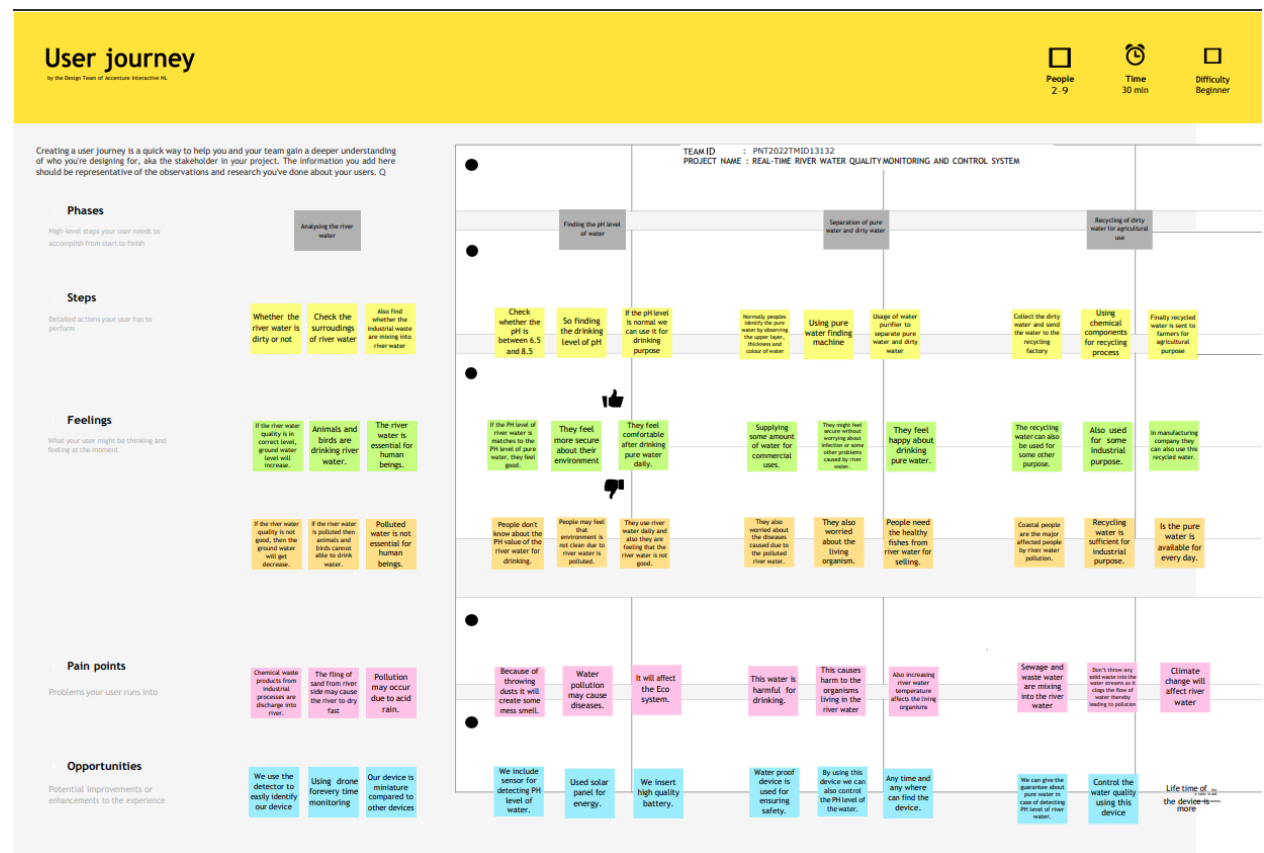 User journey
by the Design Team of Accenture Interactive NL
People
2-9
Time
30 min
Difficulty
Beginner
Creating a user journey is a quick way to help you and your team gain a deeper understanding
of who you're designing for, aka the stakeholder in your project. The information you add here
should be representative of the observations and research you've done about your users. Q
TEAM ID : PNT2022TMID13132
PROJECT NAME : REAL-TIME RIVER WATER QUALITY MONITORING AND CONTROL SYSTEM
Phases
High-level steps your user needs to
accomplish from start to finish
Analysing the river
water
Finding the pH level
of water
Separation of pure
water and dirty water
Recycling of dirty
water for agricultural
use
Steps
Detailed actions your user has to
perform
Whether the
river water is
dirty or not
Check the
surroudings
of river water
Also find
whether the
industrial waste
are mixing into
river water
Check
whether the
pH is
between 6.5
and 8.5
So finding
the drinking
level of pH
If the pH level
is normal we
can use it for
drinking
purpose
Normally peoples
identify the pure
water by observing
the upper layer,
thickness and
colour of water
Using pure
water finding
machine
Usage of water
purifier to
separate pure
water and dirty
water
Collect the dirty
water and send
the water to the
recycling
factory
Using
chemical
components
for recycling
process
Finally recycled
water is sent to
farmers for
agricultural
purpose
Feelings
What your user might be thinking and
feeling at the moment
If the river water
quality is in
correct level,
ground water
level will
increase.
Animals and
birds are
drinking river
water.
The river
water is
essential for
human
beings.
If the PH level of
river water is
matches to the
PH level of pure
water, they feel
good.
They feel
more secure
about their
environment
They feel
comfortable
after drinking
pure water
daily.
Supplying
some amount
of water for
commercial
uses.
They might feel
secure without
worrying about
infection or some
other problems
caused by river
water.
They feel
happy about
drinking
pure water.
The recycling
water can also
be used for
some other
purpose.
Also used
for some
industrial
purpose.
In manufacturing
company they
can also use this
recycled water.
If the river water
quality is not
good, then the
ground water
will get
decrease.
If the river water
is polluted then
animals and
birds cannot
able to drink
water.
Polluted
water is not
essential for
human
beings.
People don't
know about the
PH value of the
river water for
drinking.
People may feel
that
environment is
not clean due to
river water is
polluted.
They use river
water daily and
also they are
feeling that the
river water is not
good.
They also
worried about
the diseases
caused due to
the polluted
river water.
They also
worried
about the
living
organism.
People need
the healthy
fishes from
river water for
selling.
Coastal people
are the major
affected people
by river water
pollution.
Recycling
water is
sufficient for
industrial
purpose.
Is the pure
water is
available for
every day.
Pain points
Problems your user runs into
Chemical waste
products from
industrial
processes are
discharge into
river.
The fling of
sand from river
side may cause
the river to dry
fast
Pollution
may occur
due to acid
rain.
Because of
throwing
dusts it will
create some
mess smell.
Water
pollution
may cause
diseases.
It will affect
the Eco
system.
This water is
harmful for
drinking.
This causes
harm to the
organisms
living in the
river water
Also increasing
river water
temperature
affects the living
organisms
Sewage and
waste water
are mixing
into the river
water
Don't throw any
solid waste into the
water streams as it
clogs the flow of
water thereby
leading to pollution
Climate
change will
affect river
water
Opportunities
Potential improvements or
enhancements to the experience
We use the
detector to
easily identify
our device
Using drone
forevery time
monitoring
Our device is
miniature
compared to
other devices
We include
sensor for
detecting PH
level of
water.
Used solar
panel for
energy.
We insert
high quality
battery.
Water proof
device is
used for
ensuring
safety.
By using this
device we can
also control
the PH level of
the water.
Any time and
any where
can find the
device.
We can give the
guarantee about
pure water in
case of detecting
PH level of river
water.
Control the
water quality
using this
device
Life time of
the device is
more